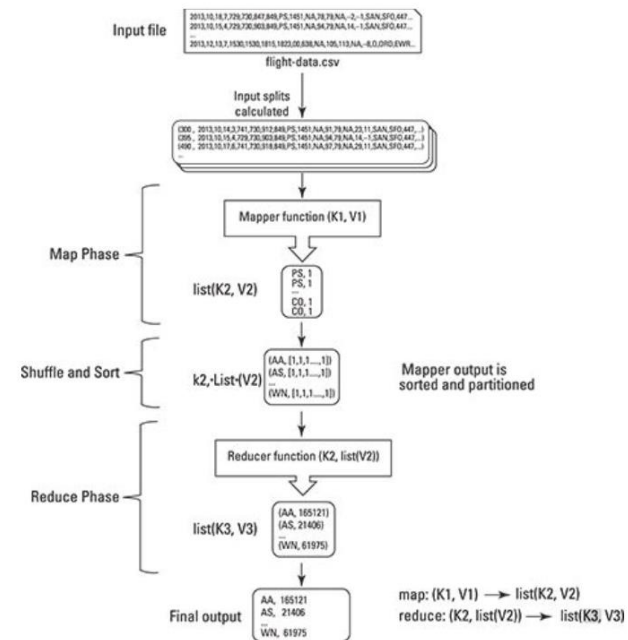 Input file
2013,10,18,7,729,730,847,849,PS,1451,NA,78,79,NA,-2,-1,SAN,SFO,447...
2013,10,15,4,729,730,903,849,PS,1451,NA,94,79,NA,14,-1,SAN,SFO,447...
...
2013,12,13,7,1530,1530,1815,1823,00,638,NA,105,113,NA,-8,0,ORD,EWR...
flight-data.csv
Input splits
calculated
(300, 2013,10,14,3,741,730,912,849,PS,1451,NA,91,79,NA,23,11,SAN,SFO,447,...)
(395, 2013,10,15,4,729,730,903,849,PS,1451,NA,94,79,NA,14,-1,SAN,SFO,447,...)
(490, 2013,10,17,6,741,730,918,849,PS,1451,NA,97,79,NA,29,11,SAN,SFO,447,...)
...
Mapper function (K1, V1)
Map Phase
list(K2, V2)
PS, 1
PS, 1
...
CO, 1
CO, 1
Shuffle and Sort
k2,·List·(V2)
(AA, [1,1,1...,1])
(AS, [1,1,1...,1])
...
(WN, [1,1,1...,1])
Mapper output is
sorted and partitioned
Reducer function (K2, list(V2))
Reduce Phase
list(K3, V3)
(AA, 165121)
(AS, 21406)
...
(WN, 61975)
Final output
AA, 165121
AS, 21406
...
WN, 61975
map: (K1, V1) → list(K2, V2)
reduce: (K2, list(V2)) → list(K3, V3)